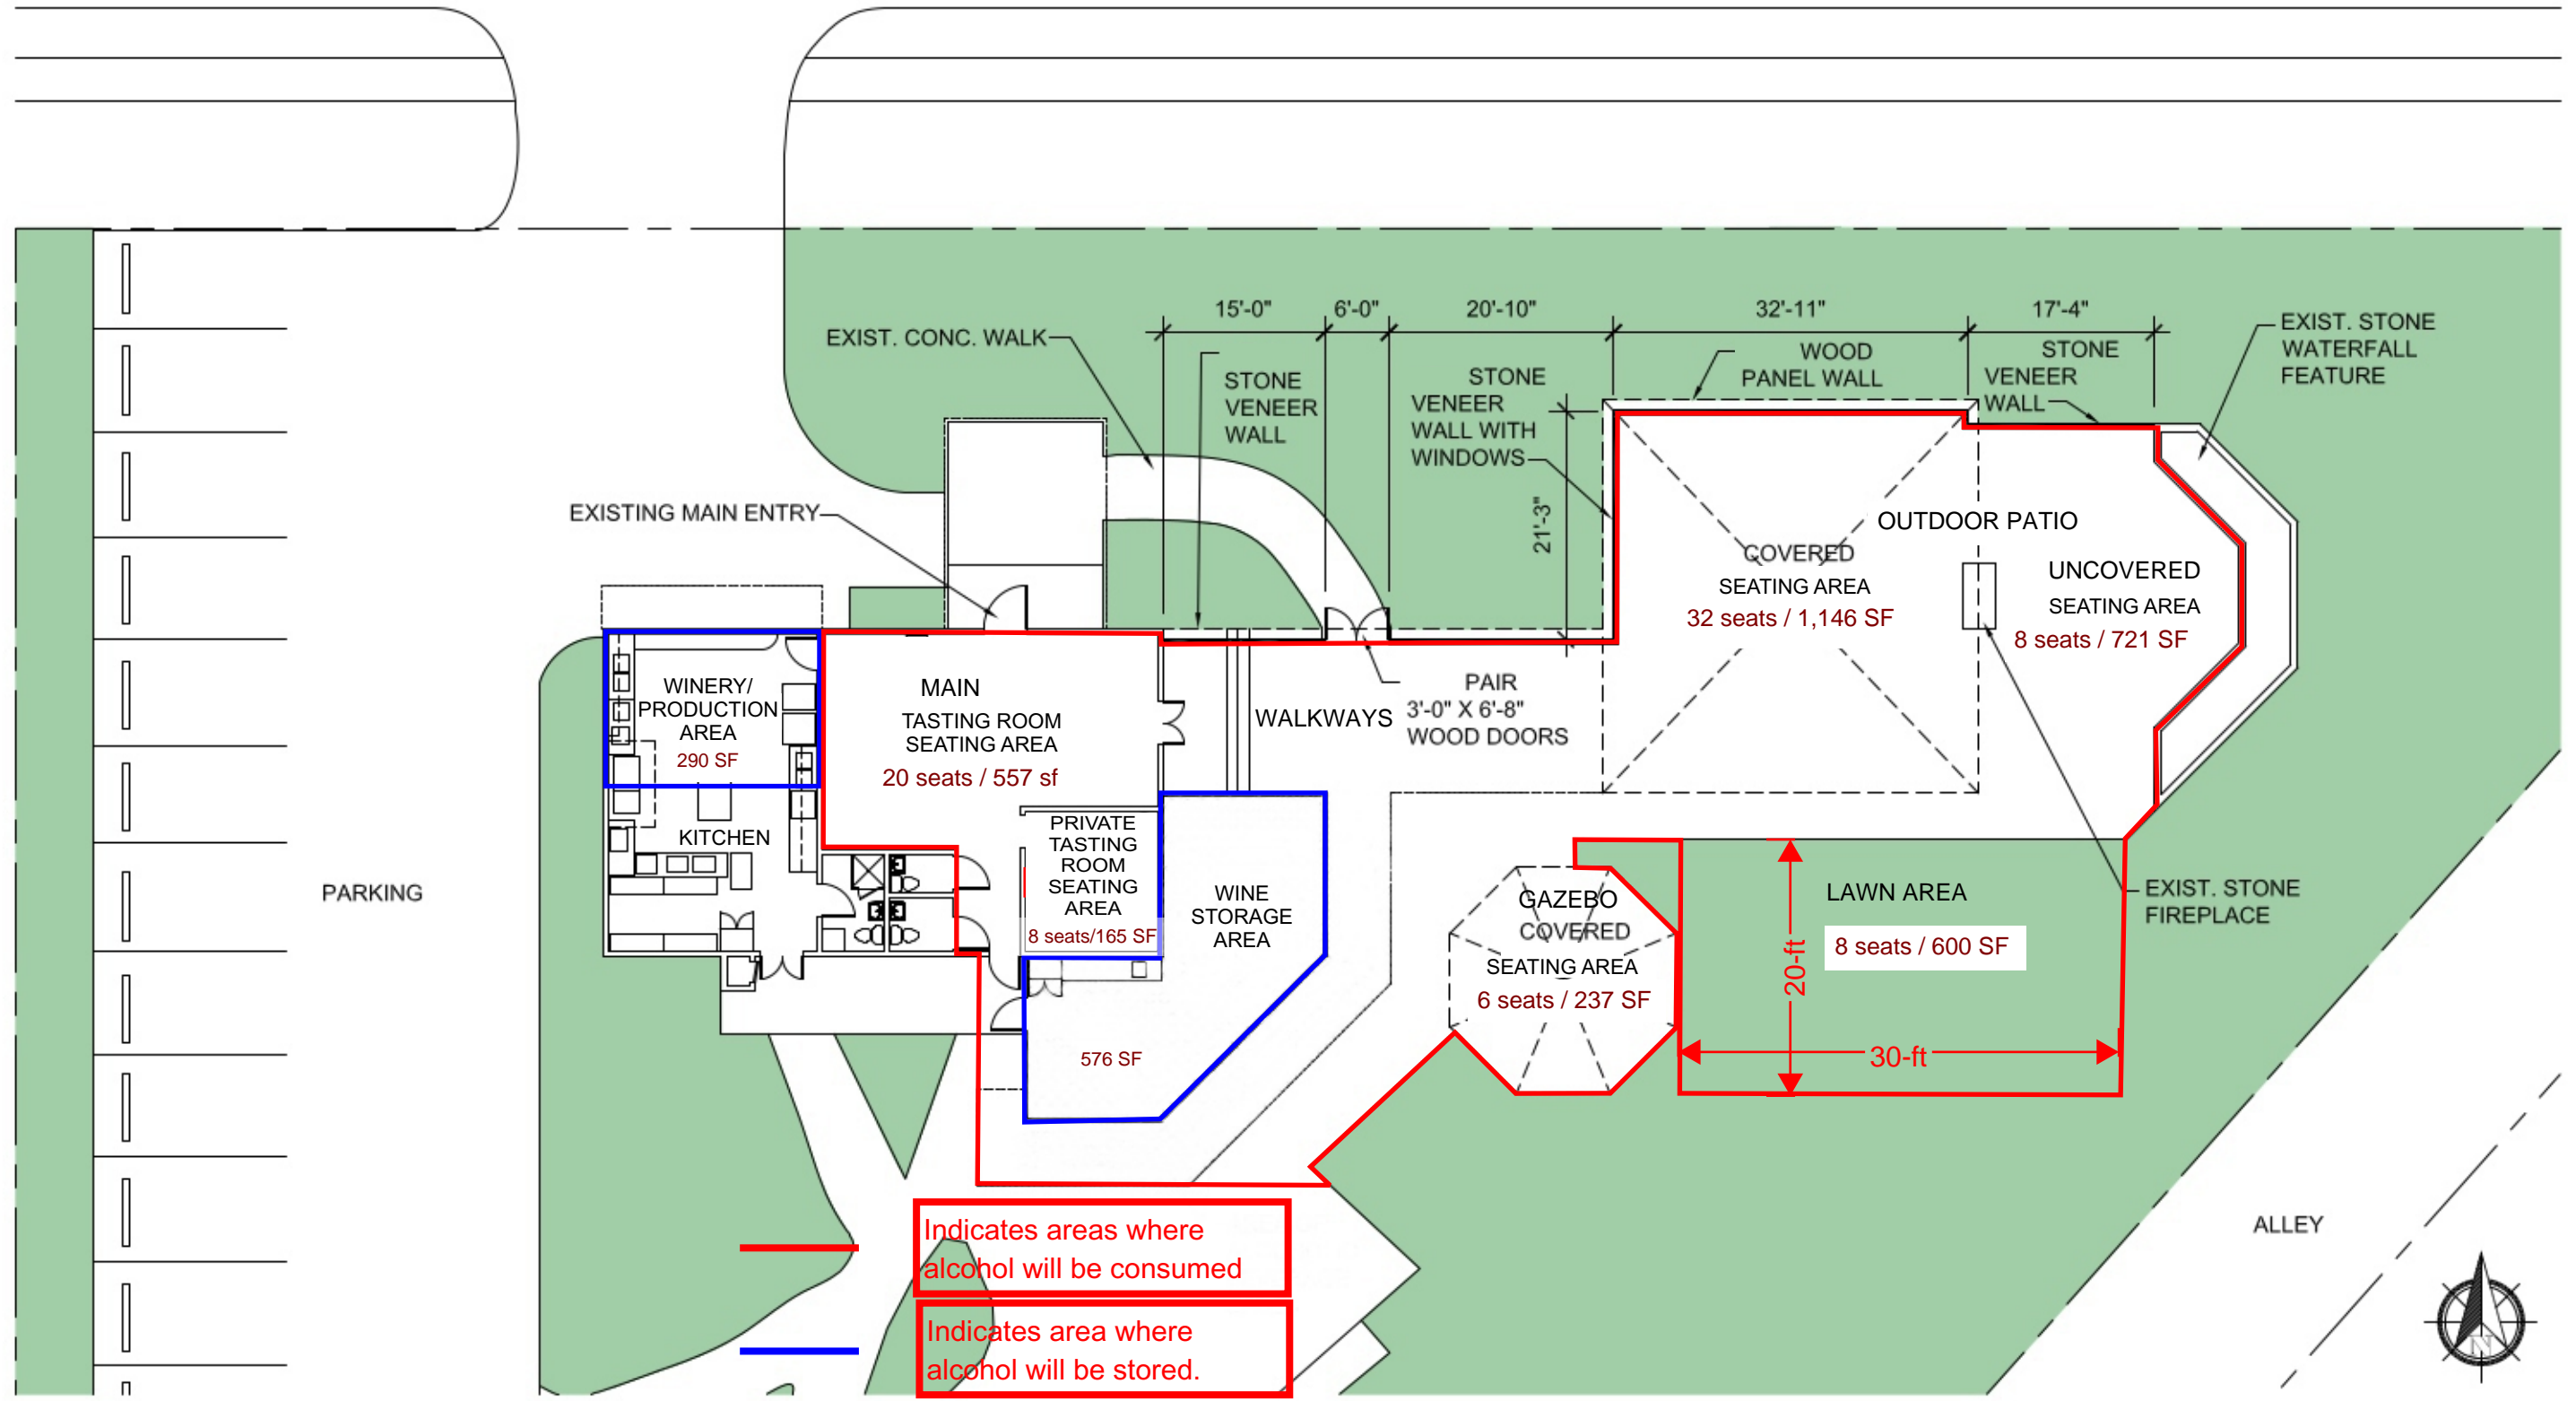 15'-0"
6'-0"
20'-10"
32'-11"
17'-4"
EXIST. CONC. WALK
STONE
VENEER
WALL
STONE
VENEER
WALL WITH
WINDOWS
WOOD
PANEL WALL
STONE
VENEER
WALL
EXIST. STONE
WATERFALL
FEATURE
EXISTING MAIN ENTRY
21'-3"
OUTDOOR PATIO
COVERED
SEATING AREA
32 seats / 1,146 SF
UNCOVERED
SEATING AREA
8 seats / 721 SF
WINERY/
PRODUCTION
AREA
290 SF
MAIN
TASTING ROOM
SEATING AREA
20 seats / 557 sf
WALKWAYS
PAIR
3'-0" X 6'-8"
WOOD DOORS
KITCHEN
PRIVATE
TASTING
ROOM
SEATING
AREA
8 seats/165 SF
WINE
STORAGE
AREA
576 SF
PARKING
GAZEBO
COVERED
SEATING AREA
6 seats / 237 SF
LAWN AREA
8 seats / 600 SF
20-ft
30-ft
EXIST. STONE
FIREPLACE
ALLEY
Indicates areas where
alcohol will be consumed
Indicates area where
alcohol will be stored.
N